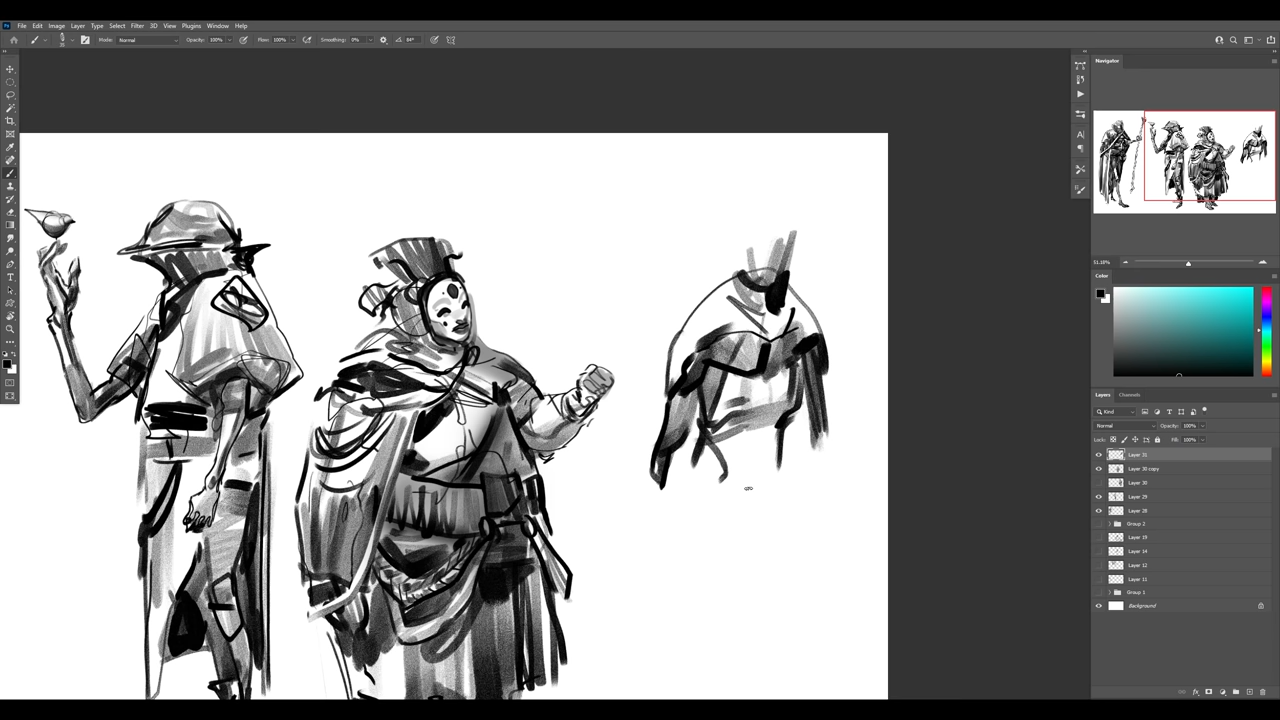 Ps File Edit Image Layer Type Select Filter 3D View Plugins Window Help
35 Mode: Normal Opacity: 100% Flow: 100% Smoothing: 0% 84°
Navigator
51.18%
Color
Layers Channels
Kind
Normal Opacity: 100%
Lock: Fill: 100%
Layer 31
Layer 30 copy
Layer 30
Layer 29
Layer 28
Group 2
Layer 19
Layer 14
Layer 12
Layer 11
Group 1
Background